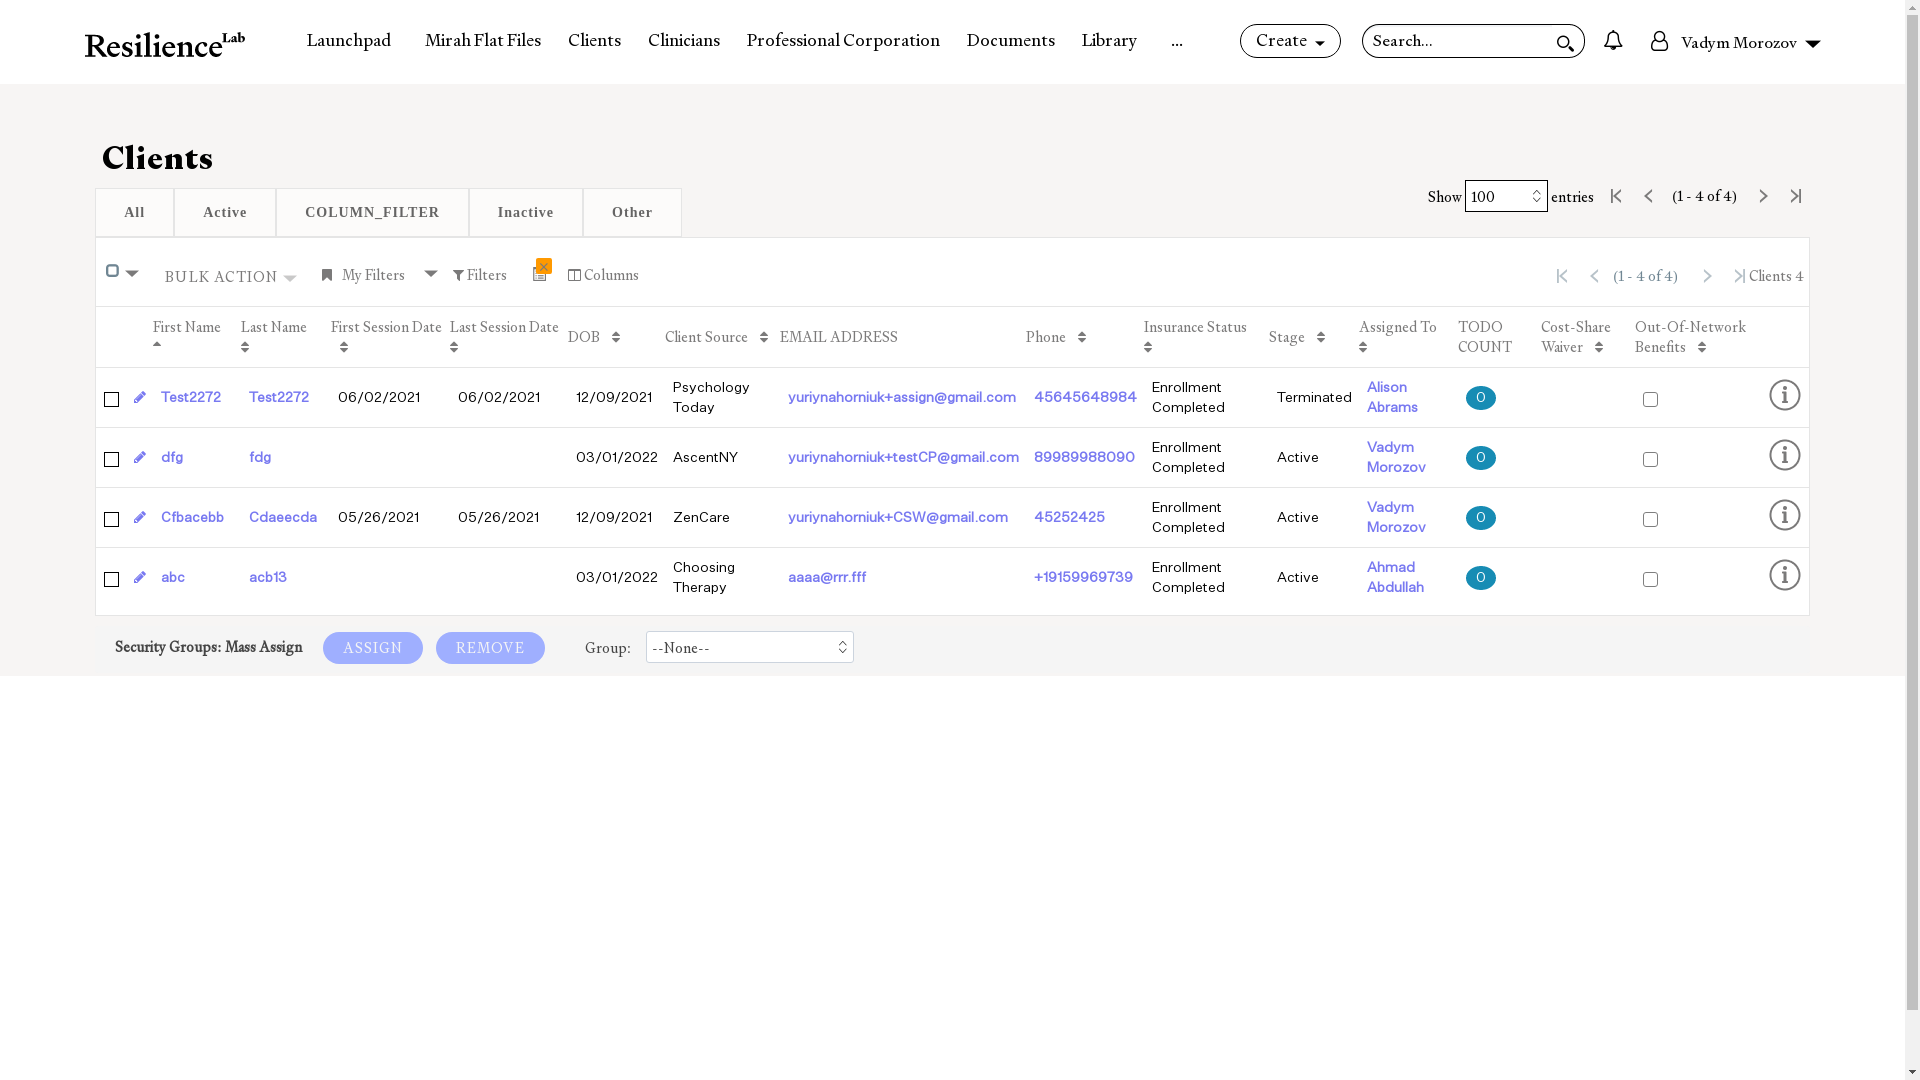 ResilienceLab Launchpad Mirah Flat Files Clients Clinicians Professional Corporation Documents Library ... Create Search... Vadym Morozov
Clients
All Active COLUMN_FILTER Inactive Other
Show 100 entries (1 - 4 of 4)
BULK ACTION My Filters Filters Columns (1 - 4 of 4) Clients 4
First Name Last Name First Session Date Last Session Date DOB Client Source EMAIL ADDRESS Phone Insurance Status Stage Assigned To TODO COUNT Cost-Share Waiver Out-Of-Network Benefits
Test2272 Test2272 06/02/2021 06/02/2021 12/09/2021 Psychology Today yuriynahorniuk+assign@gmail.com 45645648984 Enrollment Completed Terminated Alison Abrams 0
dfg fdg 03/01/2022 AscentNY yuriynahorniuk+testCP@gmail.com 89989988090 Enrollment Completed Active Vadym Morozov 0
Cfbacebb Cdaeecda 05/26/2021 05/26/2021 12/09/2021 ZenCare yuriynahorniuk+CSW@gmail.com 45252425 Enrollment Completed Active Vadym Morozov 0
abc acb13 03/01/2022 Choosing Therapy aaaa@rrr.fff +19159969739 Enrollment Completed Active Ahmad Abdullah 0
Security Groups: Mass Assign ASSIGN REMOVE Group: --None--